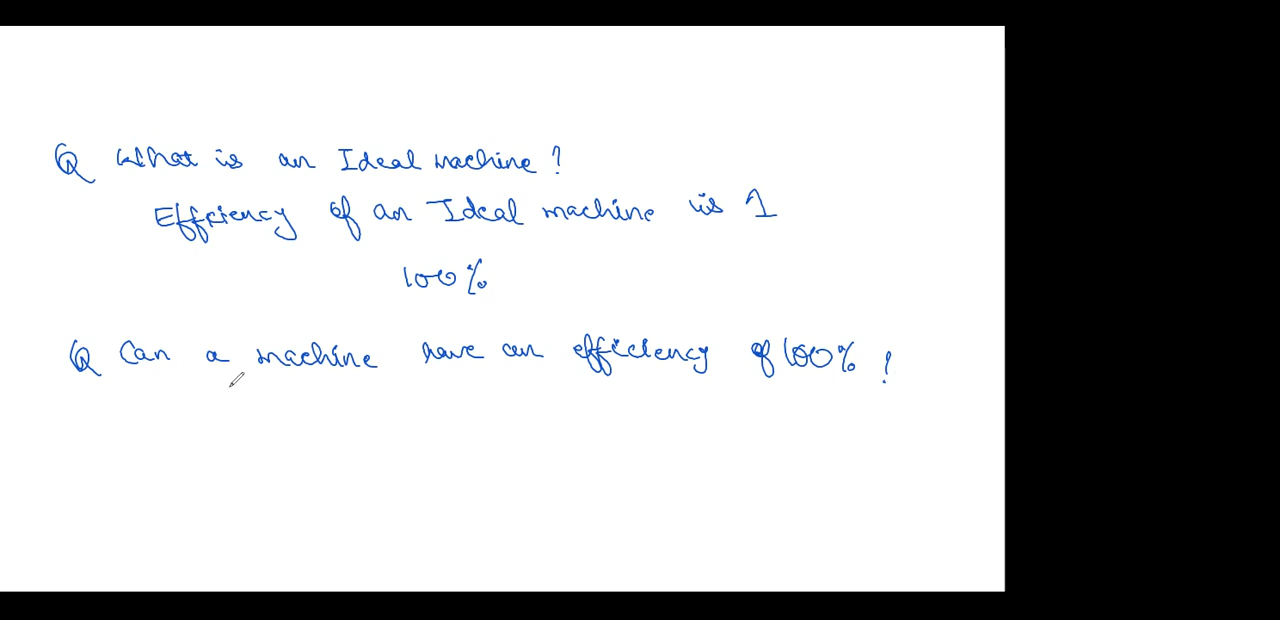 Q What is an Ideal machine ?
Efficiency of an Ideal machine is 1
100%
Q Can a machine have an efficiency of 100% ?